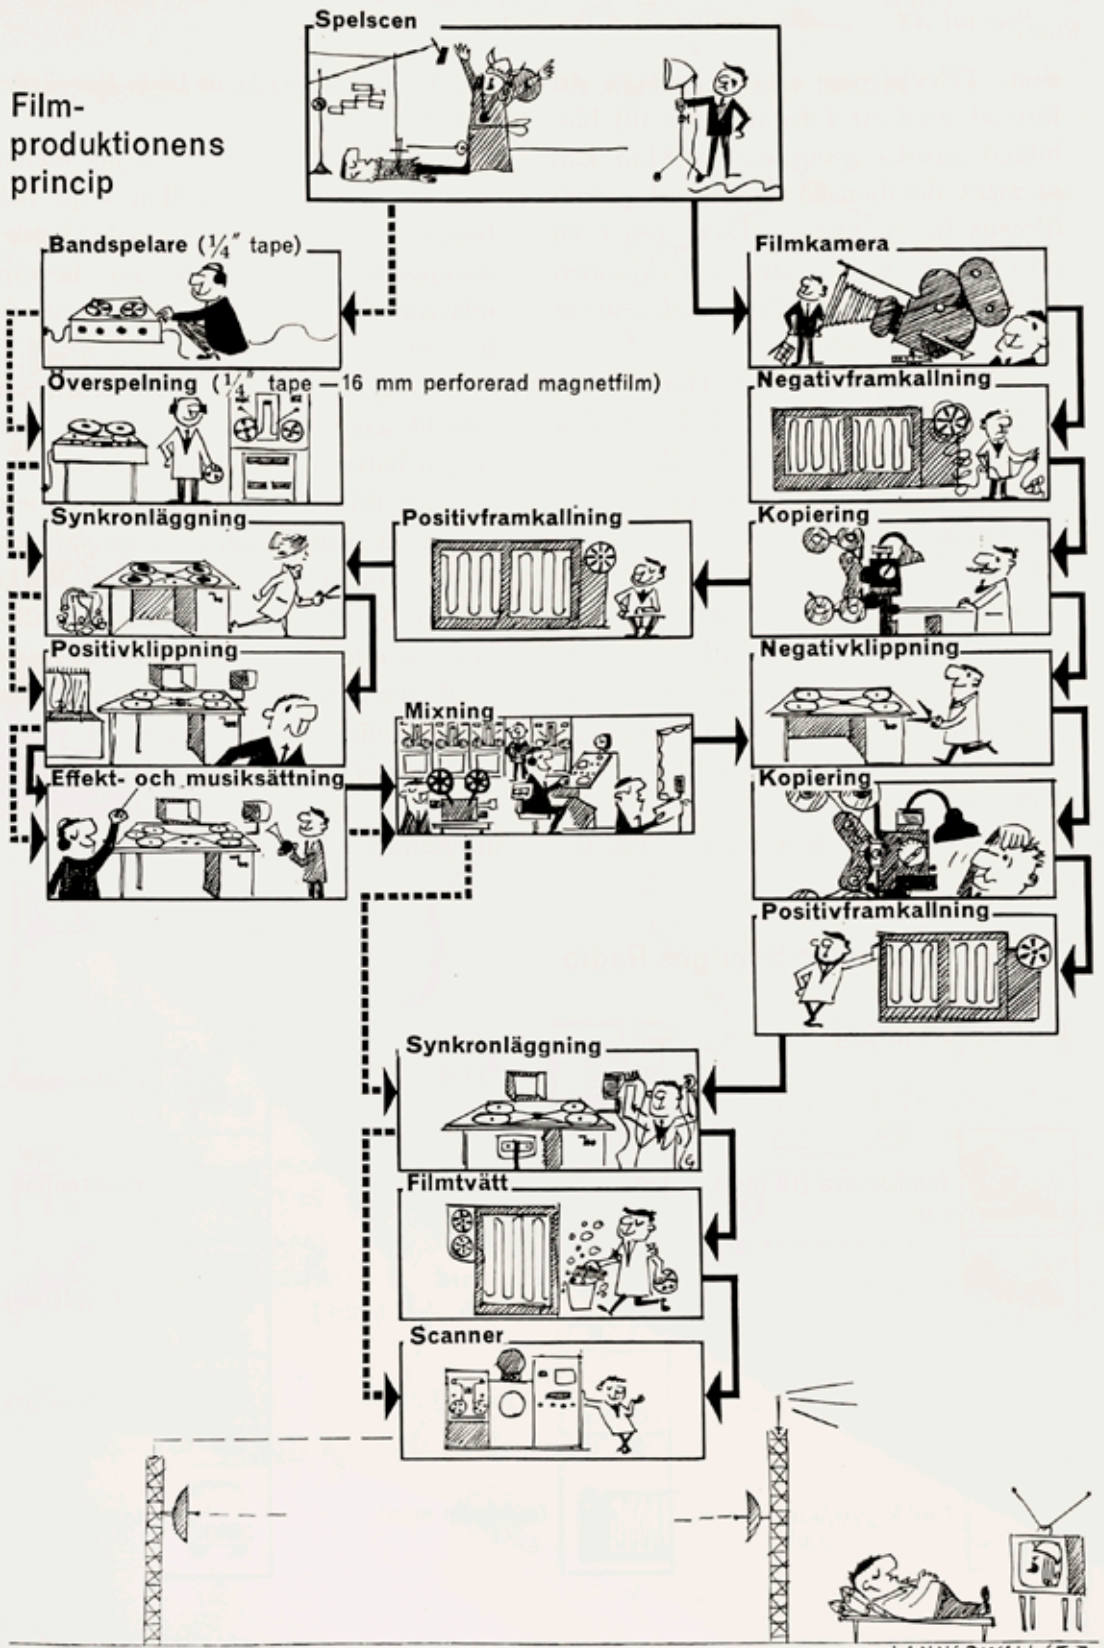 Spelscen
Film-
produktionens
princip
Bandspelare (¼" tape)
Filmkamera
Överspelning (¼" tape — 16 mm perforerad magnetfilm)
Negativframkallning
Synkronläggning
Positivframkallning
Kopiering
Positivklippning
Negativklippning
Mixning
Effekt- och musiksättning
Kopiering
Positivframkallning
Synkronläggning
Filmtvätt
Scanner